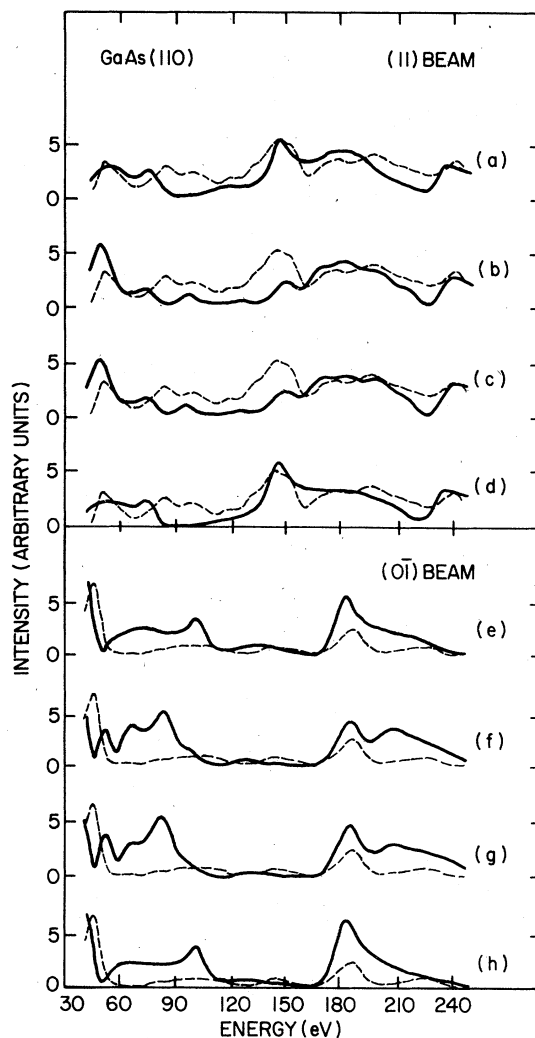 GaAs(110) (11) BEAM
5
0
(a)
5
0
(b)
5
0
(c)
5
0
(d)
INTENSITY (ARBITRARY UNITS)
(01̄) BEAM
5
0
(e)
5
0
(f)
5
0
(g)
5
0
(h)
30 60 90 120 150 180 210 240
ENERGY (eV)